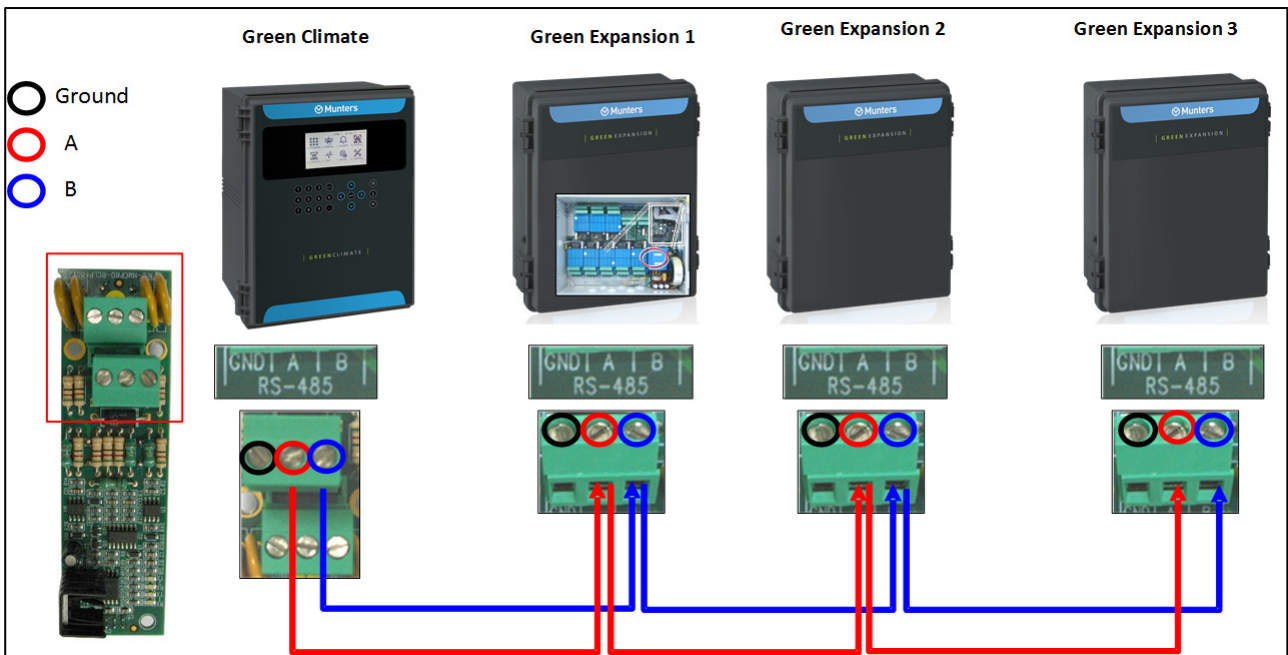 Green Climate
Green Expansion 1
Green Expansion 2
Green Expansion 3
Ground
A
B
Munters
GREENCLIMATE
Munters
GREEN EXPANSION
Munters
GREEN EXPANSION
Munters
GREEN EXPANSION
GND A B
RS-485
GND A B
RS-485
GND A B
RS-485
GND A B
RS-485